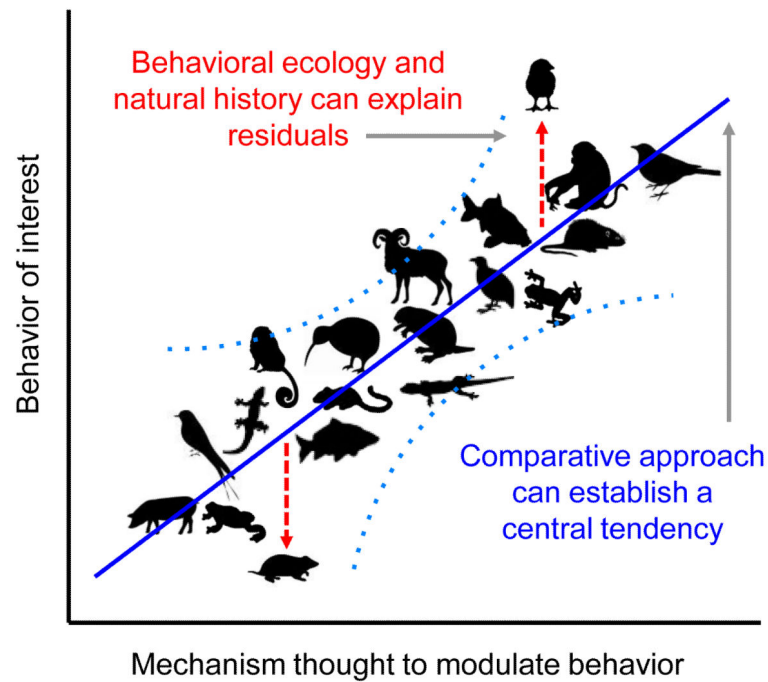 Behavioral ecology and
natural history can explain
residuals
Behavior of interest
Comparative approach
can establish a
central tendency
Mechanism thought to modulate behavior